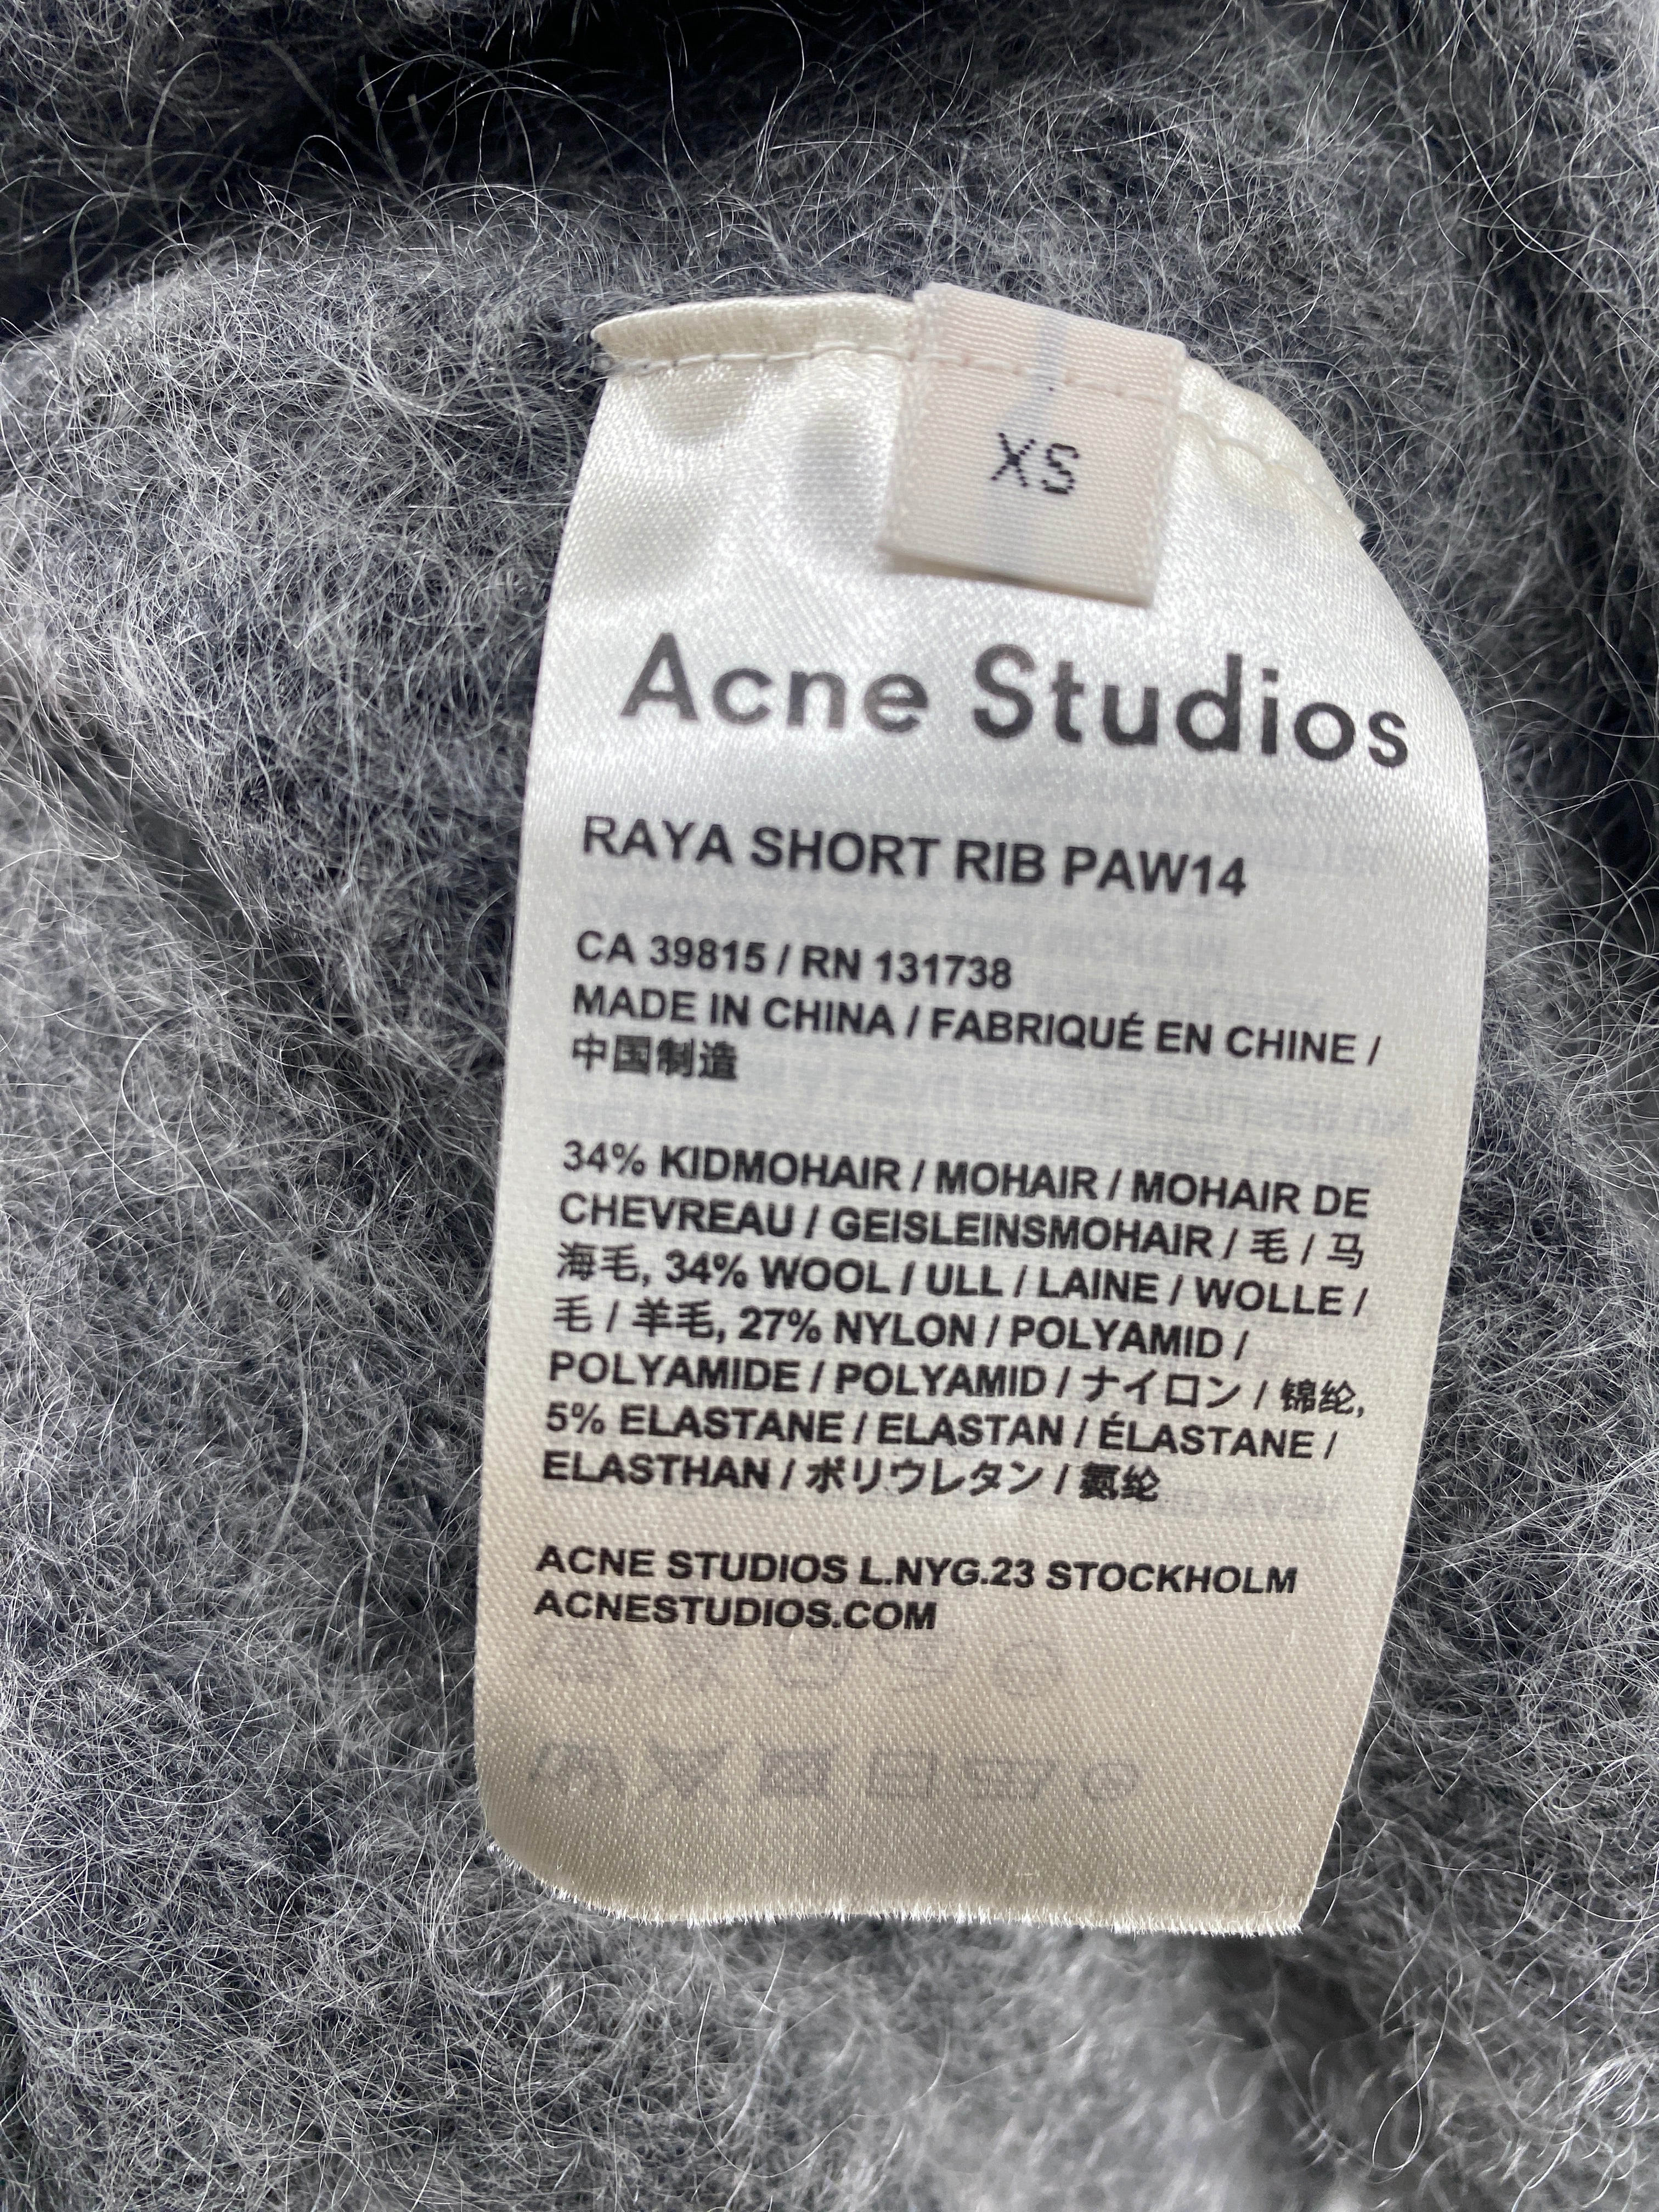 XS
Acne Studios
RAYA SHORT RIB PAW14
CA 39815 / RN 131738
MADE IN CHINA / FABRIQUÉ EN CHINE /
中国制造
34% KIDMOHAIR / MOHAIR / MOHAIR DE
CHEVREAU / GEISLEINSMOHAIR / 毛 / 马
海毛, 34% WOOL / ULL / LAINE / WOLLE /
毛 / 羊毛, 27% NYLON / POLYAMID /
POLYAMIDE / POLYAMID / ナイロン / 锦纶,
5% ELASTANE / ELASTAN / ÉLASTANE /
ELASTHAN / ポリウレタン / 氨纶
ACNE STUDIOS L.NYG.23 STOCKHOLM
ACNESTUDIOS.COM